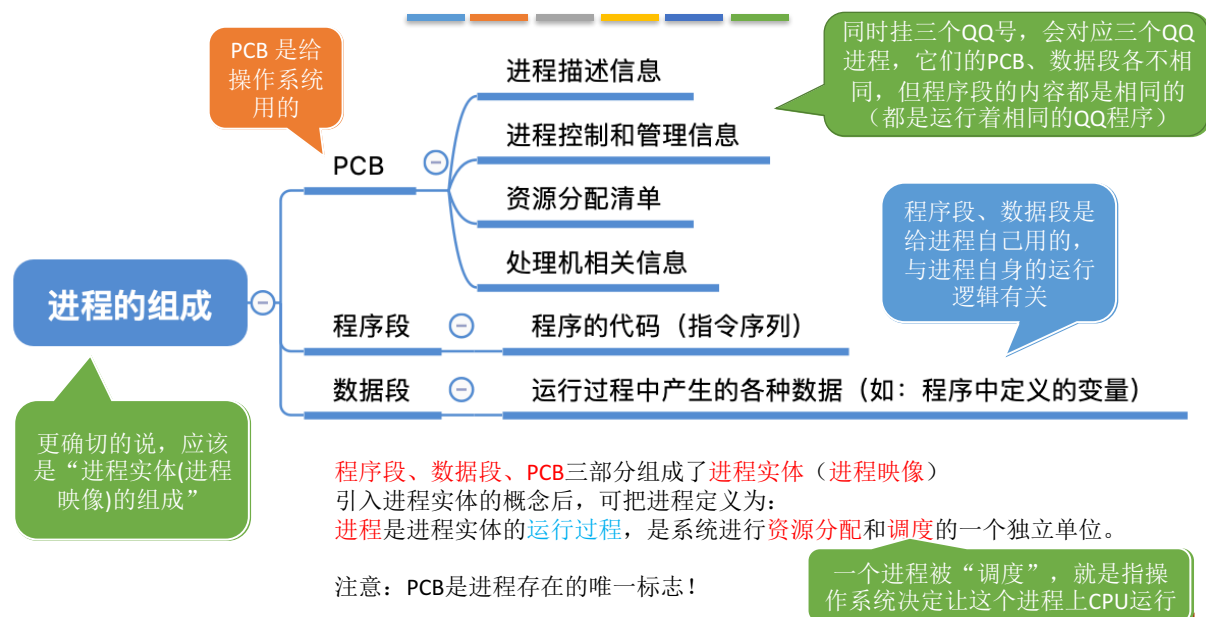 PCB 是给
操作系统
用的
同时挂三个QQ号，会对应三个QQ
进程，它们的PCB、数据段各不相
同，但程序段的内容都是相同的
（都是运行着相同的QQ程序）
进程描述信息
进程控制和管理信息
PCB
资源分配清单
处理机相关信息
程序段、数据段是
给进程自己用的，
与进程自身的运行
逻辑有关
进程的组成
程序段
程序的代码（指令序列）
数据段
运行过程中产生的各种数据（如：程序中定义的变量）
更确切的说，应该
是“进程实体(进程
映像)的组成”
程序段、数据段、PCB三部分组成了进程实体（进程映像）
引入进程实体的概念后，可把进程定义为：
进程是进程实体的运行过程，是系统进行资源分配和调度的一个独立单位。
一个进程被“调度”，就是指操
作系统决定让这个进程上CPU运行
注意：PCB是进程存在的唯一标志！